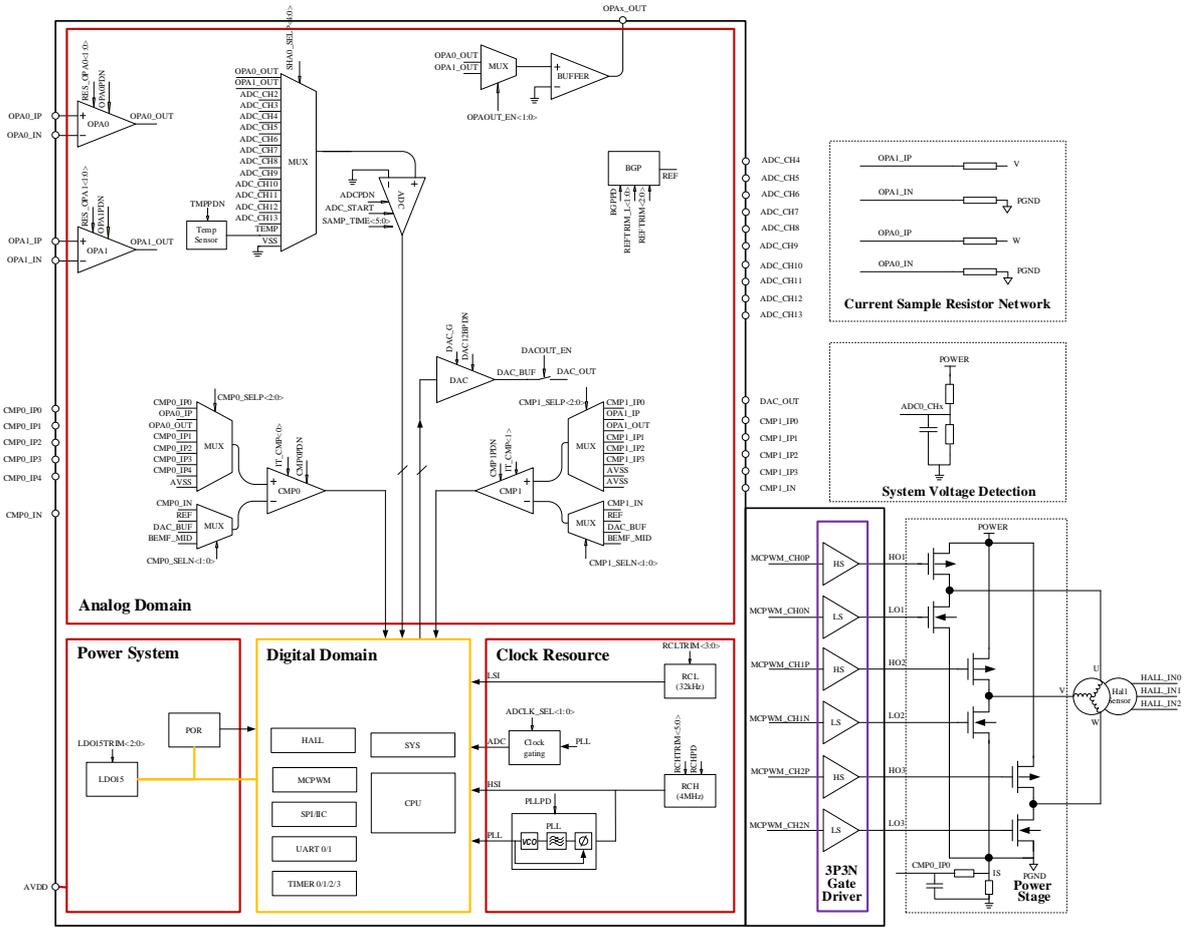 OPAx_OUT
RES_OPA0<1:0>
OPA0PDN
OPA0_IP
OPA0_IN
OPA0
OPA0_OUT
RES_OPA1<1:0>
OPA1PDN
OPA1_IP
OPA1_IN
OPA1
OPA1_OUT
OPA0_OUT
OPA1_OUT
ADC_CH2
ADC_CH3
ADC_CH4
ADC_CH5
ADC_CH6
ADC_CH7
ADC_CH8
ADC_CH9
ADC_CH10
ADC_CH11
ADC_CH12
ADC_CH13
TEMP
VSS
MUX
TMPPDN
Temp
Sensor
ADCPDN
ADC_START
SAMP_TIME<5:0>
ADC
OPA0_OUT
OPA1_OUT
MUX
BUFFER
OPAOUT_EN<1:0>
BGP
REF
BGPPD
REFTRIM_L<1:0>
REFTRIM<2:0>
ADC_CH4
ADC_CH5
ADC_CH6
ADC_CH7
ADC_CH8
ADC_CH9
ADC_CH10
ADC_CH11
ADC_CH12
ADC_CH13
OPA1_IP
V
OPA1_IN
PGND
OPA0_IP
W
OPA0_IN
PGND
Current Sample Resistor Network
DAC_G
DAC12BPDN
DAC
DAC_BUF
DACOUT_EN
DAC_OUT
CMP0_IP0
CMP0_IP1
CMP0_IP2
CMP0_IP3
CMP0_IP4
CMP0_IN
CMP0_SELP<2:0>
CMP0_IP0
OPA0_IP
OPA0_OUT
CMP0_IP1
CMP0_IP2
CMP0_IP3
CMP0_IP4
AVSS
MUX
IT_CMP<0>
CMP0PDN
CMP0
CMP0_IN
REF
DAC_BUF
BEMF_MID
MUX
CMP0_SELN<1:0>
CMP1_SELP<2:0>
CMP1_IP0
OPA1_IP
OPA1_OUT
CMP1_IP1
CMP1_IP2
CMP1_IP3
AVSS
AVSS
MUX
CMP1PDN
IT_CMP<1>
CMP1
CMP1_IN
REF
DAC_BUF
BEMF_MID
MUX
CMP1_SELN<1:0>
DAC_OUT
CMP1_IP0
CMP1_IP1
CMP1_IP2
CMP1_IP3
CMP1_IN
POWER
ADC0_CHx
System Voltage Detection
Analog Domain
Power System
POR
LDO15TRIM<2:0>
LDO15
AVDD
Digital Domain
HALL
MCPWM
SPI/IIC
UART 0/1
TIMER 0/1/2/3
SYS
CPU
Clock Resource
LSI
RCLTRIM<3:0>
RCL
(32kHz)
ADCLK_SEL<1:0>
ADC
Clock
gating
PLL
HSI
RCHTRIM<5:0>
RCHPD
RCH
(4MHz)
PLLPD
PLL
PLL
VCO
MCPWM_CH0P
MCPWM_CH0N
MCPWM_CH1P
MCPWM_CH1N
MCPWM_CH2P
MCPWM_CH2N
HS
LS
HS
LS
HS
LS
3P3N
Gate
Driver
HO1
LO1
HO2
LO2
HO3
LO3
POWER
CMP0_IP0
IS
PGND
Power
Stage
U
V
W
Hall
Sensor
HALL_IN0
HALL_IN1
HALL_IN2